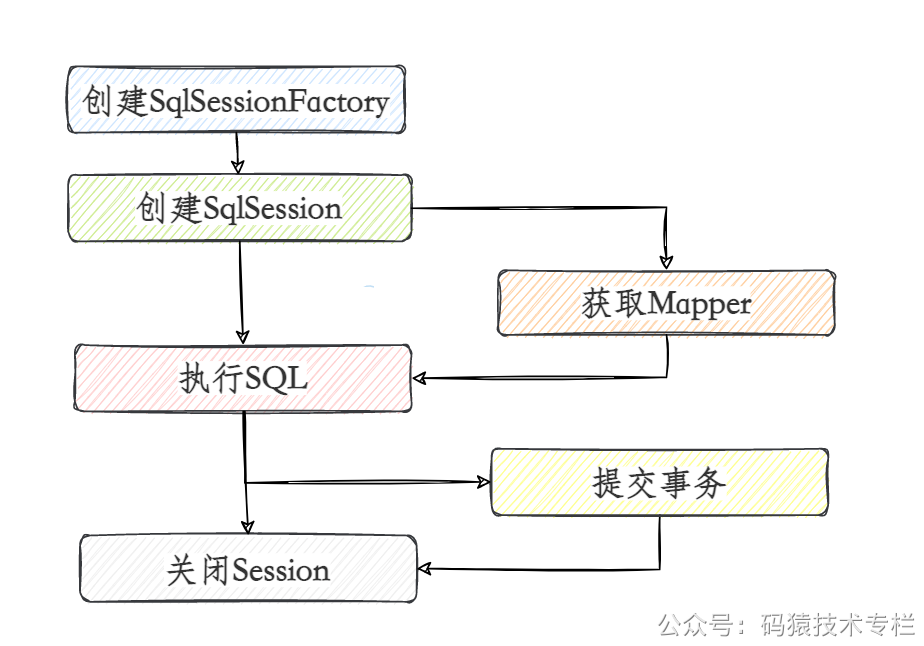 创建SqlSessionFactory
创建SqlSession
获取Mapper
执行SQL
提交事务
关闭Session
公众号：码猿技术专栏